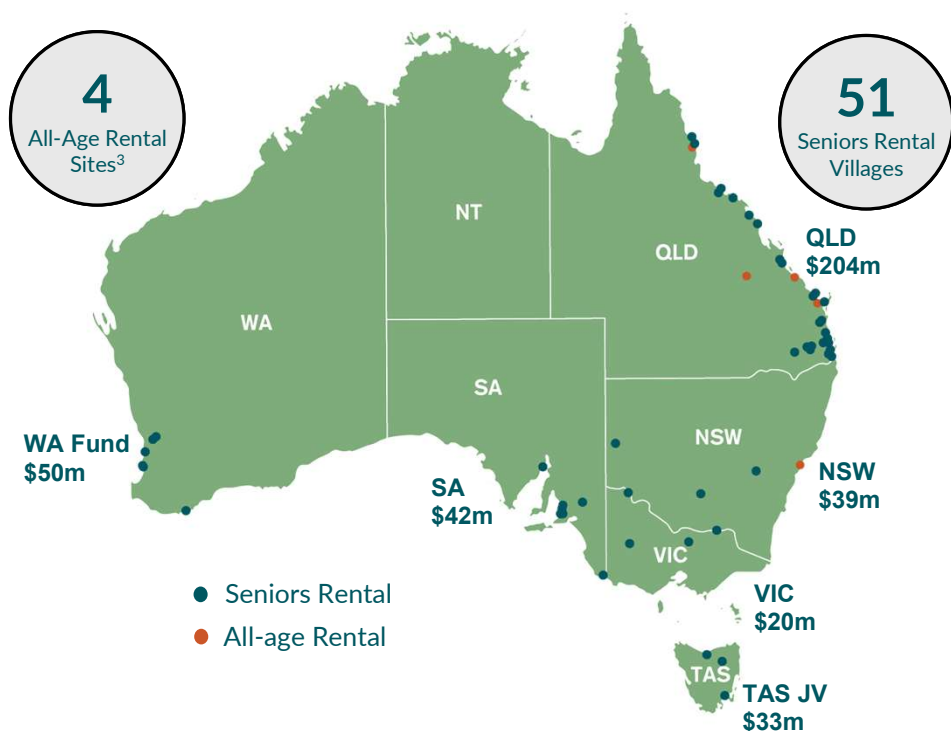 4
All-Age Rental
Sites³
51
Seniors Rental
Villages
NT
QLD
QLD
$204m
WA
SA
NSW
WA Fund
$50m
SA
$42m
NSW
$39m
VIC
Seniors Rental
All-age Rental
VIC
$20m
TAS
TAS JV
$33m